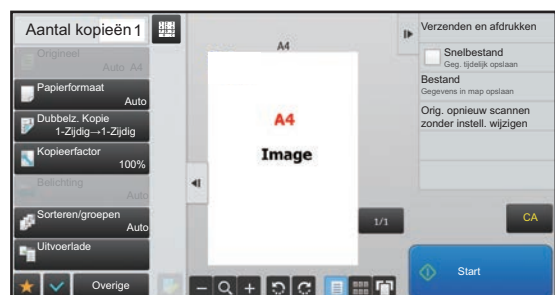 Aantal kopieën 1
Origineel
Auto A4
Papierformaat
Auto
Dubbelz. Kopie
1-Zijdig→1-Zijdig
Kopieerfactor
100%
Belichting
Auto
Sorteren/groepen
Auto
Uitvoerlade
Overige
A4
A4
Image
1/1
Verzenden en afdrukken
Snelbestand
Geg. tijdelijk opslaan
Bestand
Gegevens in map opslaan
Orig. opnieuw scannen
zonder instell. wijzigen
CA
Start